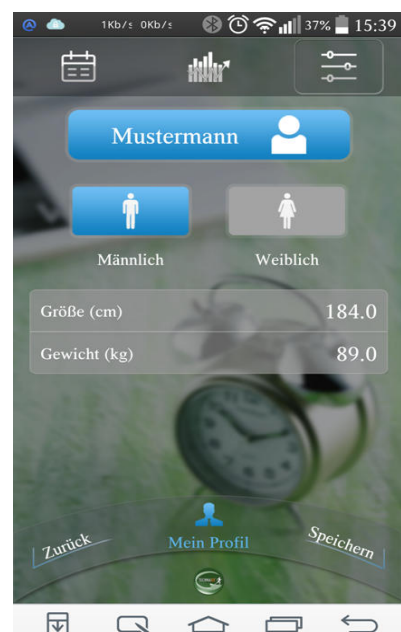 1Kb/s 0Kb/s 37% 15:39
Mustermann
Männlich Weiblich
Größe (cm) 184.0
Gewicht (kg) 89.0
Zurück Mein Profil Speichern